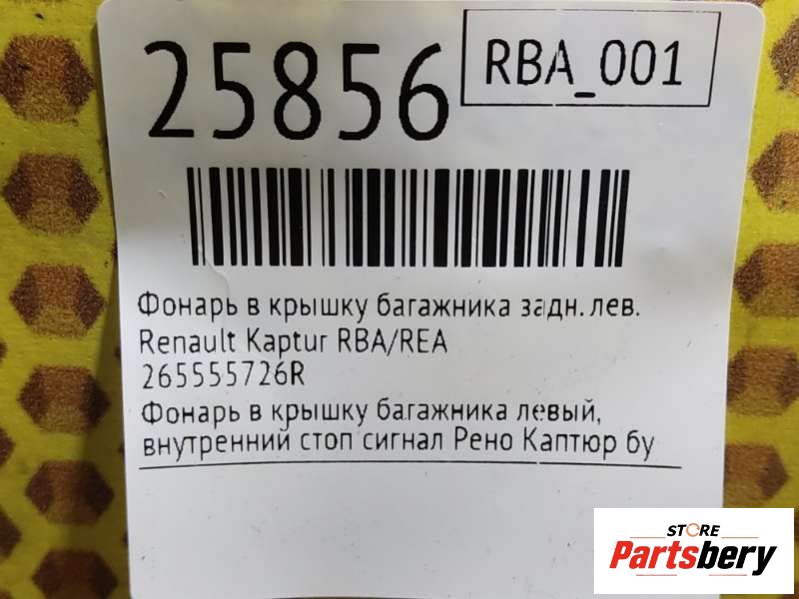 25856
RBA_001
Фонарь в крышку багажника задн. лев.
Renault Kaptur RBA/REA
265555726R
Фонарь в крышку багажника левый,
внутренний стоп сигнал Рено Каптюр бу
STORE
Partsbery